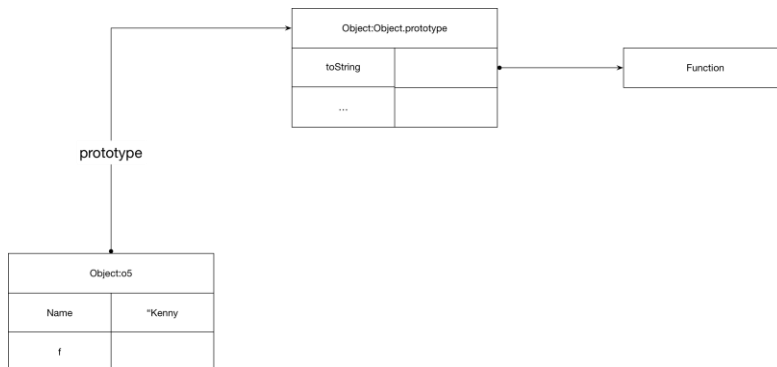 Object:Object.prototype
toString
Function
...
prototype
Object:o5
Name
“Kenny
f